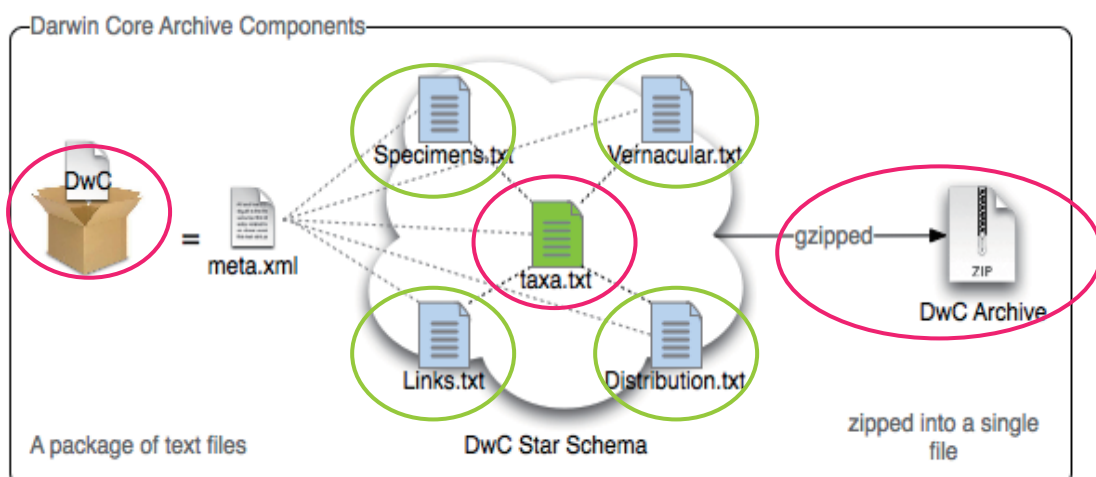 Darwin Core Archive Components
DwC
=
meta.xml
Specimens.txt
Vernacular.txt
taxa.txt
Links.txt
Distribution.txt
gzipped
ZIP
DwC Archive
A package of text files
DwC Star Schema
zipped into a single
file